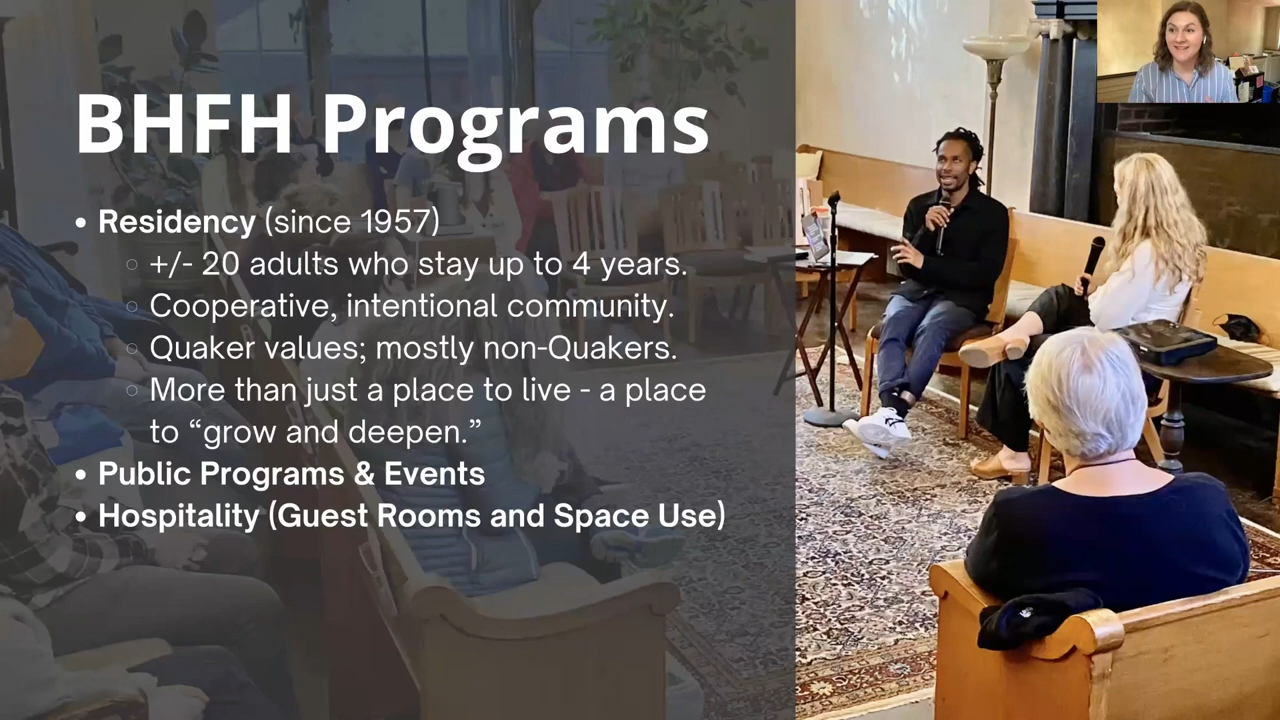 BHFH Programs
• Residency (since 1957)
○ +/- 20 adults who stay up to 4 years.
○ Cooperative, intentional community.
○ Quaker values; mostly non-Quakers.
○ More than just a place to live - a place
to “grow and deepen.”
• Public Programs & Events
• Hospitality (Guest Rooms and Space Use)